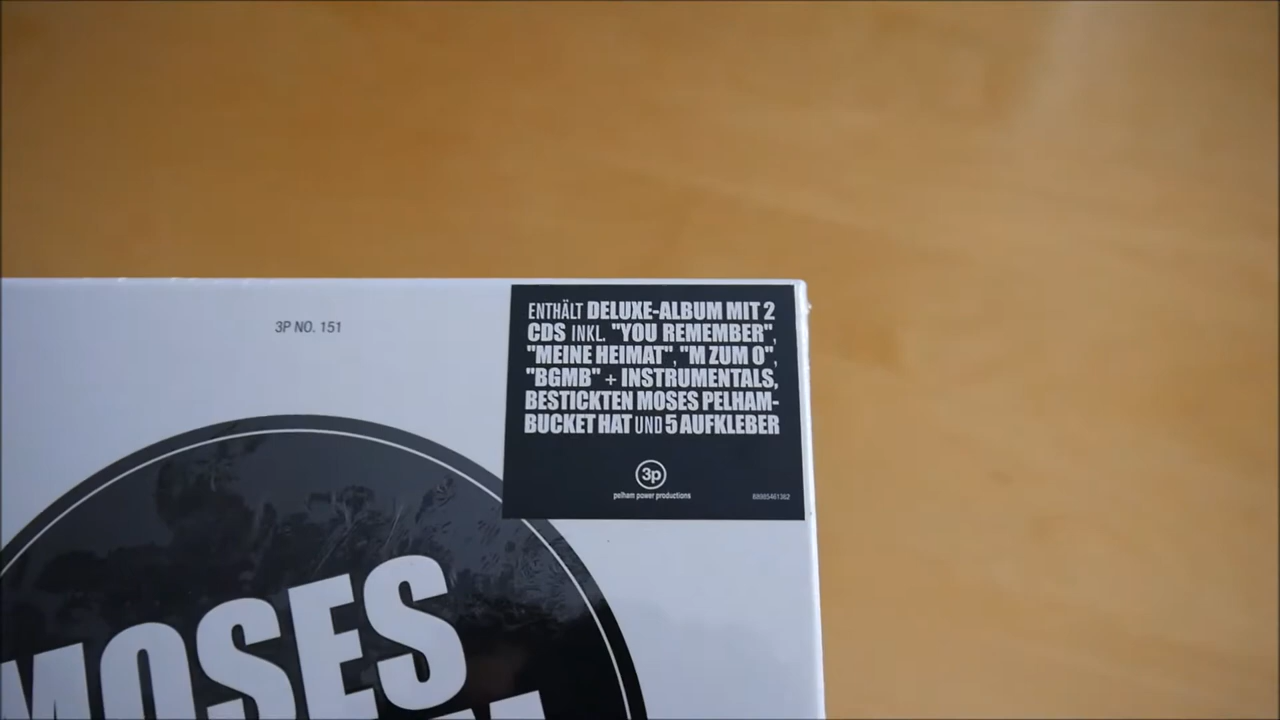 3P NO. 151
ENTHÄLT DELUXE-ALBUM MIT 2
CDS INKL. "YOU REMEMBER",
"MEINE HEIMAT", "M ZUM O",
"BGMB" + INSTRUMENTALS,
BESTICKTEN MOSES PELHAM-
BUCKET HAT UND 5 AUFKLEBER
3p
pelham power productions
88985461362
MOSES